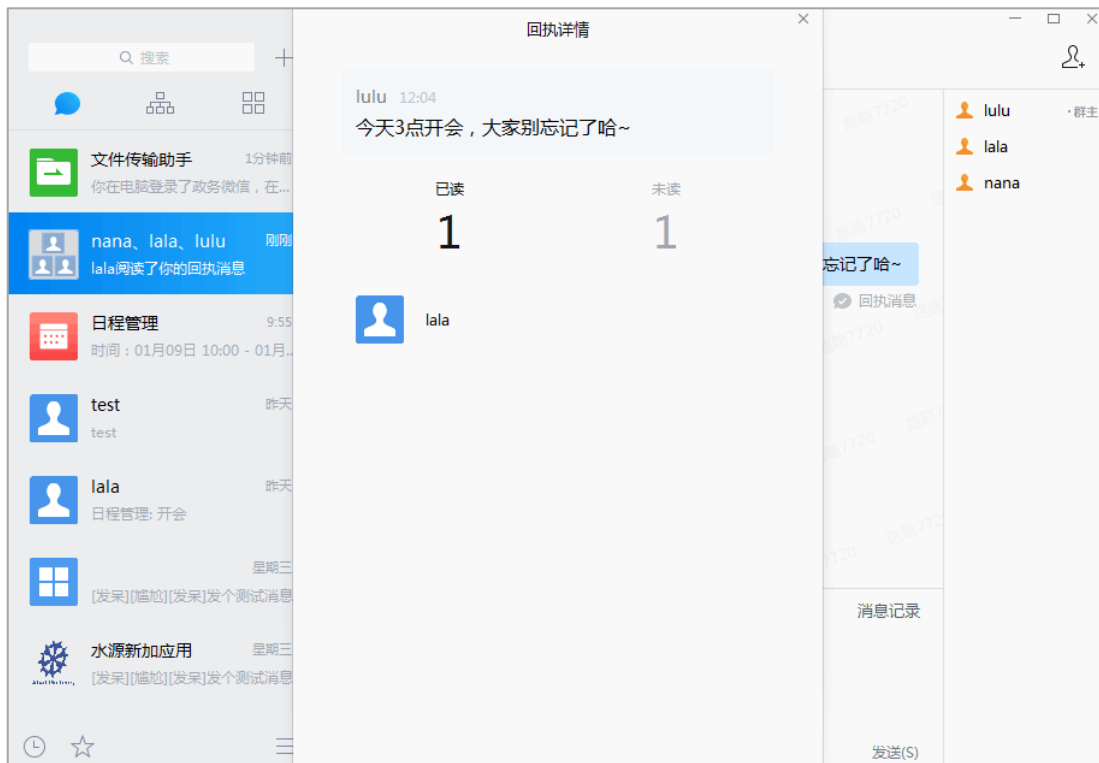 回执详情
搜索
lulu 12:04
今天3点开会，大家别忘记了哈~
已读
未读
1
1
lala
文件传输助手 1分钟前
你在电脑登录了政务微信，在...
nana、lala、lulu 刚刚
lala阅读了你的回执消息
日程管理 9:55
时间：01月09日 10:00 - 01月...
test 昨天
test
lala 昨天
日程管理: 开会
星期三
[发呆][尴尬][发呆]发个测试消息
水源新加应用 星期三
[发呆][尴尬][发呆]发个测试消息
忘记了哈~
回执消息
消息记录
发送(S)
lulu ·群主
lala
nana